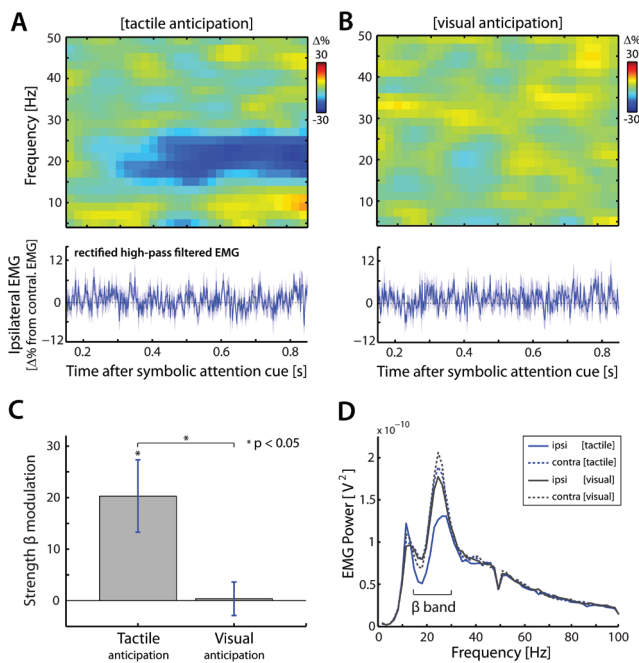 A
[tactile anticipation]
Δ%
30
-30
50
40
30
20
10
Frequency [Hz]
rectified high-pass filtered EMG
12
0
−12
Ipsilateral EMG
[Δ% from contral. EMG]
0.2 0.4 0.6 0.8
Time after symbolic attention cue [s]
B
[visual anticipation]
Δ%
30
-30
50
40
30
20
10
12
0
−12
0.2 0.4 0.6 0.8
Time after symbolic attention cue [s]
C
* p < 0.05
*
*
30
20
10
0
Strength β modulation
Tactile
anticipation
Visual
anticipation
D
x 10⁻¹⁰
2
1.5
1
0.5
0
EMG Power [ V² ]
ipsi [tactile]
contra [tactile]
ipsi [visual]
contra [visual]
β band
0 20 40 60 80 100
Frequency [Hz]